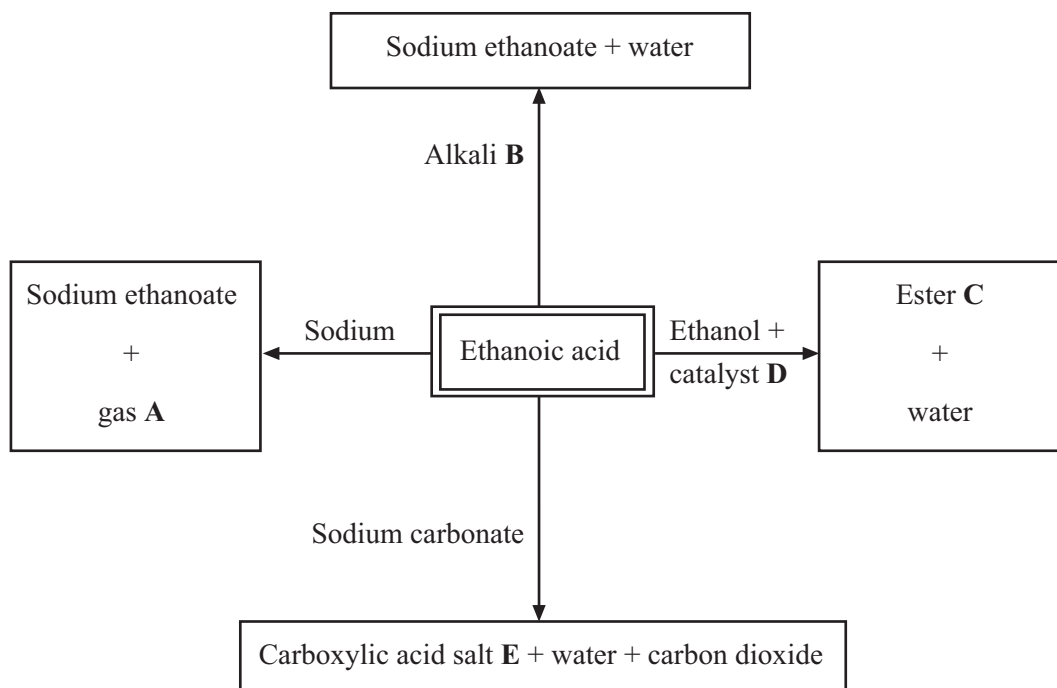 Sodium ethanoate + water
Alkali B
Sodium ethanoate
+
gas A
Sodium
Ethanoic acid
Ethanol +
catalyst D
Ester C
+
water
Sodium carbonate
Carboxylic acid salt E + water + carbon dioxide